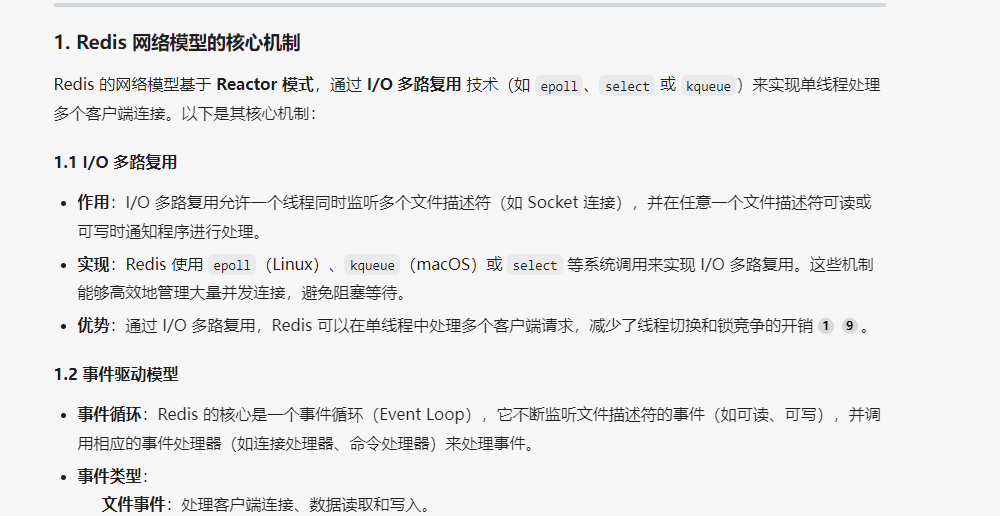 1. Redis 网络模型的核心机制
Redis 的网络模型基于 Reactor 模式，通过 I/O 多路复用 技术（如 epoll、select 或 kqueue）来实现单线程处理
多个客户端连接。以下是其核心机制：
1.1 I/O 多路复用
• 作用：I/O 多路复用允许一个线程同时监听多个文件描述符（如 Socket 连接），并在任意一个文件描述符可读或
可写时通知程序进行处理。
• 实现：Redis 使用 epoll（Linux）、kqueue（macOS）或 select 等系统调用来实现 I/O 多路复用。这些机制
能够高效地管理大量并发连接，避免阻塞等待。
• 优势：通过 I/O 多路复用，Redis 可以在单线程中处理多个客户端请求，减少了线程切换和锁竞争的开销 1 9 。
1.2 事件驱动模型
• 事件循环：Redis 的核心是一个事件循环（Event Loop），它不断监听文件描述符的事件（如可读、可写），并调
用相应的事件处理器（如连接处理器、命令处理器）来处理事件。
• 事件类型：
文件事件：处理客户端连接、数据读取和写入。